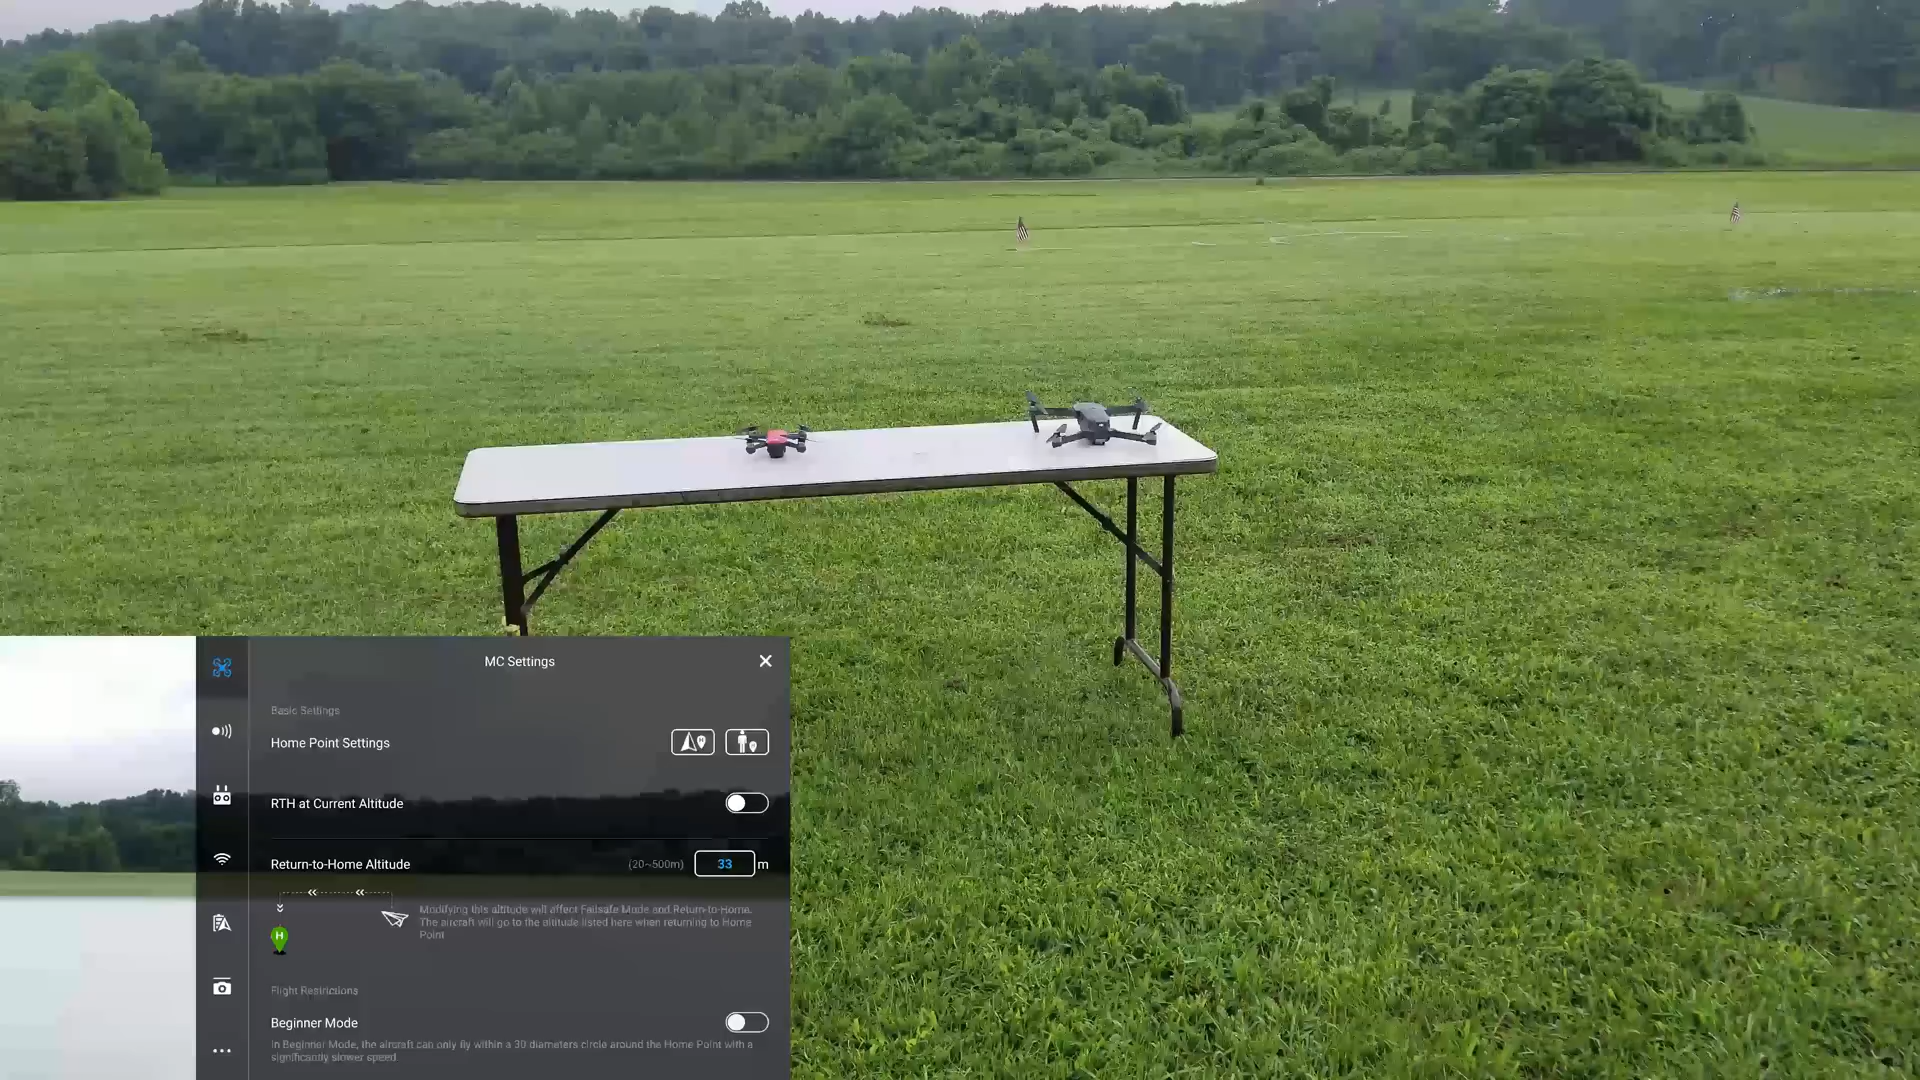 MC Settings
Basic Settings
Home Point Settings
H
RTH at Current Altitude
Return-to-Home Altitude (20~500m) 33 m
Modifying this altitude will affect Failsafe Mode and Return-to-Home.
The aircraft will go to the altitude listed here when returning to Home
Point
H
Flight Restrictions
Beginner Mode
In Beginner Mode, the aircraft can only fly within a 30 diameters circle around the Home Point with a
significantly slower speed